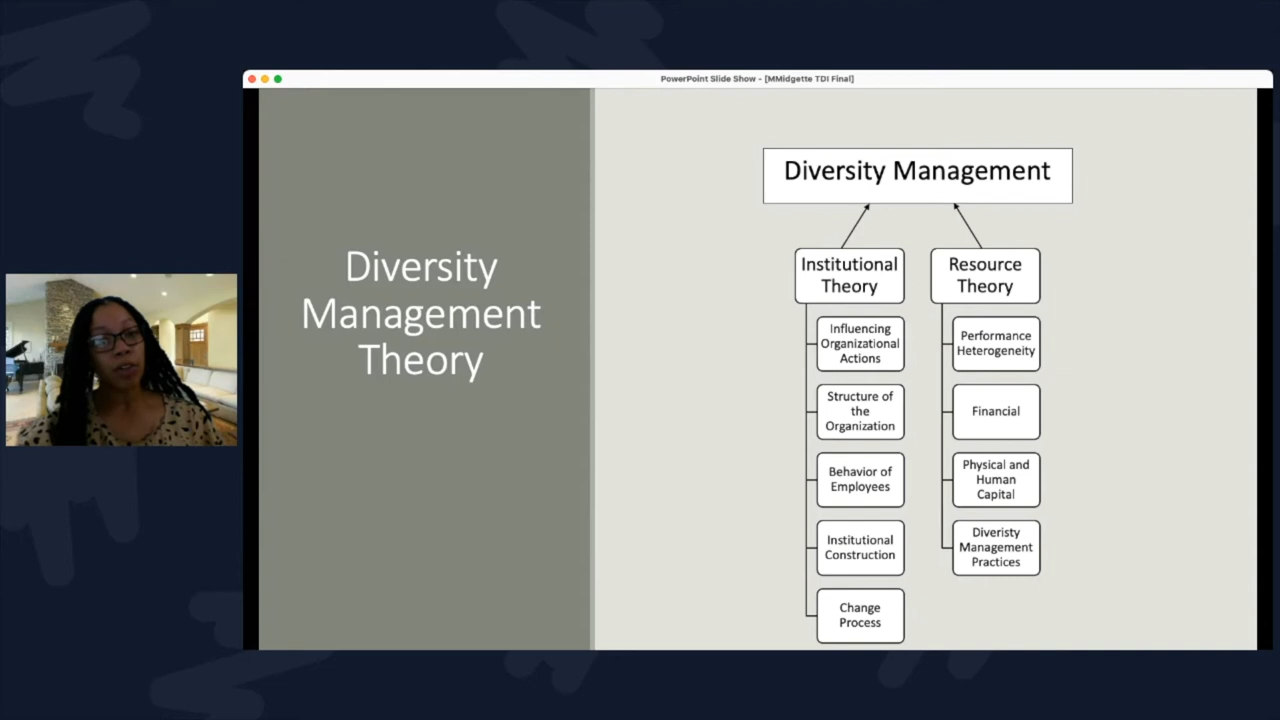 PowerPoint Slide Show - [MMidgette TDI Final]
Diversity
Management
Theory
Diversity Management
Institutional
Theory
Influencing
Organizational
Actions
Structure of
the
Organization
Behavior of
Employees
Institutional
Construction
Change
Process
Resource
Theory
Performance
Heterogeneity
Financial
Physical and
Human
Capital
Diveristy
Management
Practices